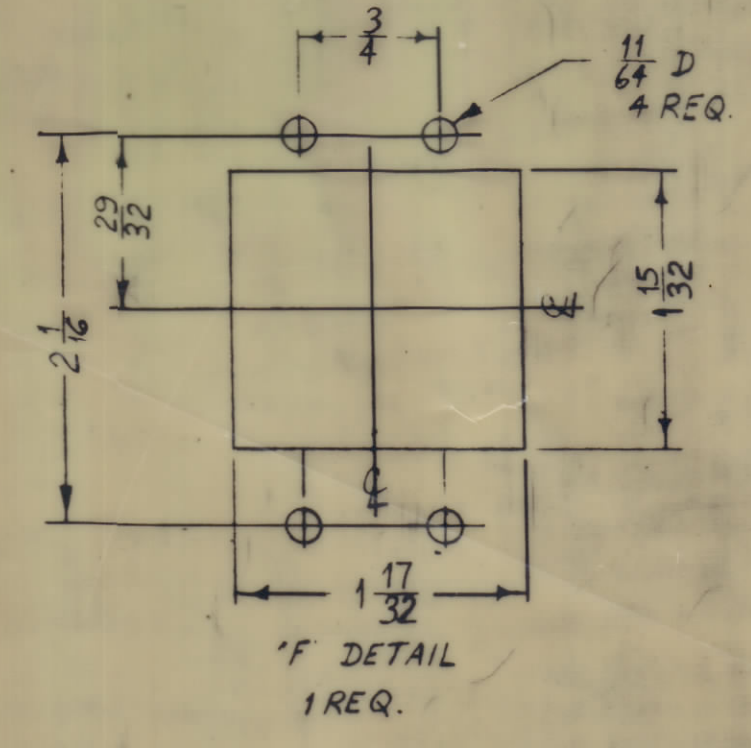 3/4
11/64 D
4 REQ.
29/32
2 1/16
1 15/32
℄
℄
1 17/32
'F' DETAIL
1 REQ.